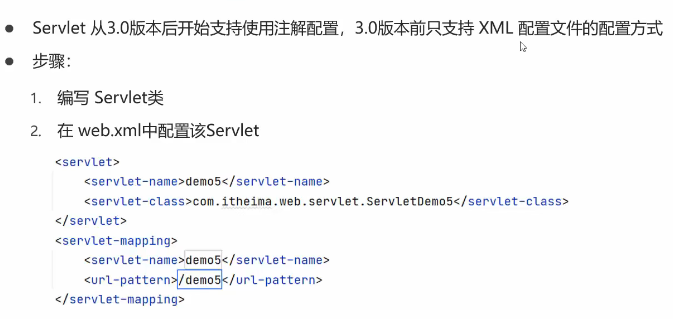 ● Servlet 从3.0版本后开始支持使用注解配置，3.0版本前只支持 XML 配置文件的配置方式
● 步骤：
1. 编写 Servlet类
2. 在 web.xml中配置该Servlet
<servlet>
    <servlet-name>demo5</servlet-name>
    <servlet-class>com.itheima.web.servlet.ServletDemo5</servlet-class>
</servlet>
<servlet-mapping>
    <servlet-name>demo5</servlet-name>
    <url-pattern>/demo5</url-pattern>
</servlet-mapping>